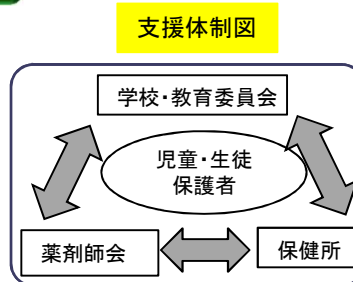 支援体制図
学校・教育委員会
児童・生徒
保護者
薬剤師会
保健所